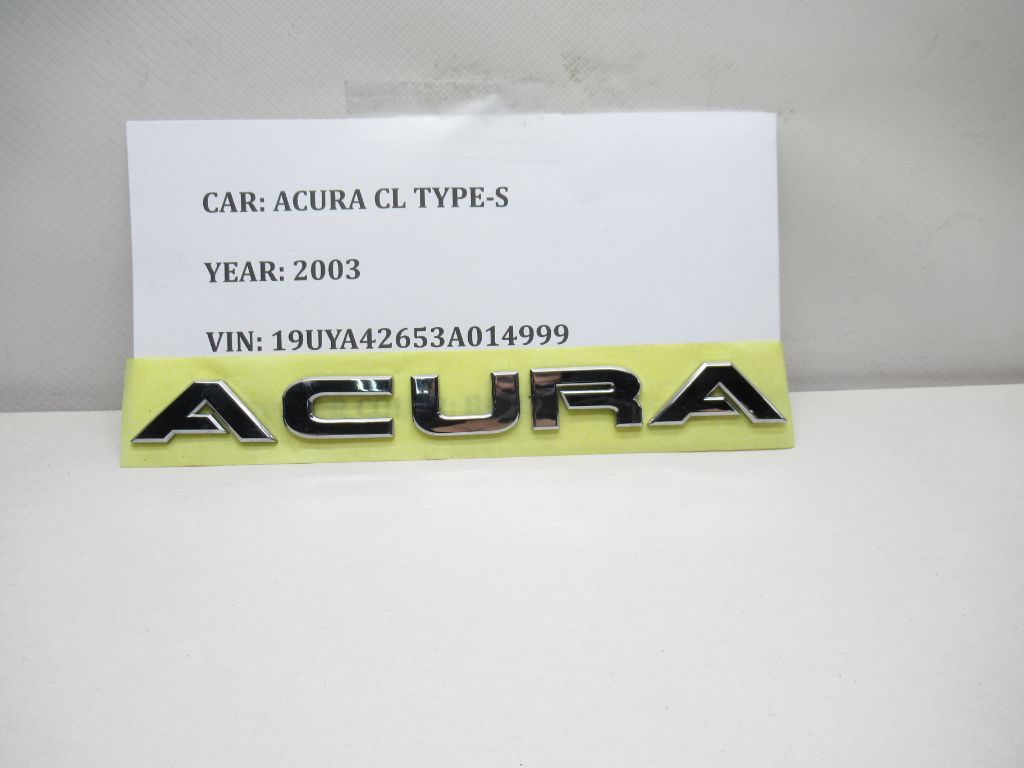 CAR: ACURA CL TYPE-S
YEAR: 2003
VIN: 19UYA42653A014999
ACURA